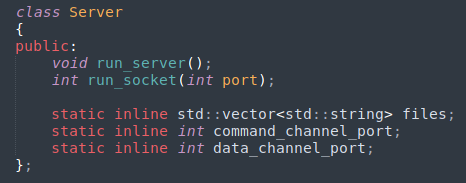 class Server
{
public:
    void run_server();
    int run_socket(int port);

    static inline std::vector<std::string> files;
    static inline int command_channel_port;
    static inline int data_channel_port;
};